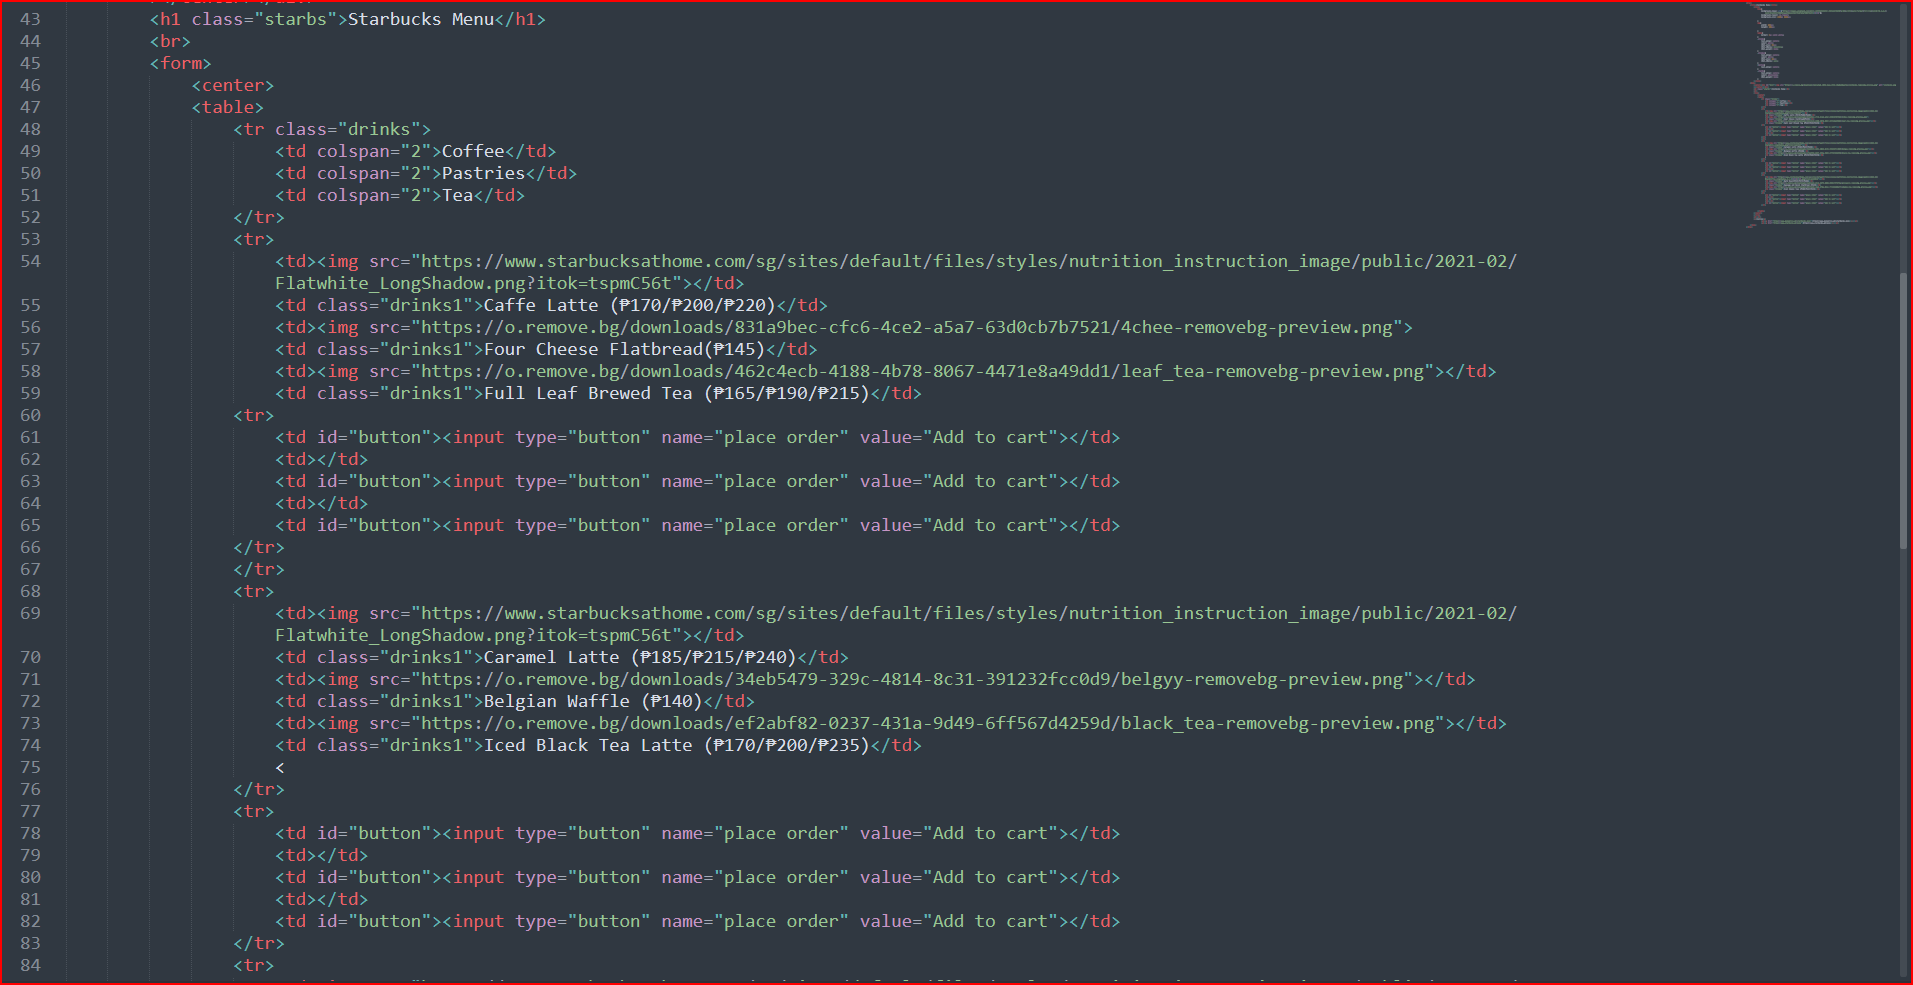 43 <h1 class="starbs">Starbucks Menu</h1>
44 <br>
45 <form>
46 <center>
47 <table>
48 <tr class="drinks">
49 <td colspan="2">Coffee</td>
50 <td colspan="2">Pastries</td>
51 <td colspan="2">Tea</td>
52 </tr>
53 <tr>
54 <td><img src="https://www.starbucksathome.com/sg/sites/default/files/styles/nutrition_instruction_image/public/2021-02/
Flatwhite_LongShadow.png?itok=tspmC56t"></td>
55 <td class="drinks1">Caffe Latte (₱170/₱200/₱220)</td>
56 <td><img src="https://o.remove.bg/downloads/831a9bec-cfc6-4ce2-a5a7-63d0cb7b7521/4chee-removebg-preview.png">
57 <td class="drinks1">Four Cheese Flatbread(₱145)</td>
58 <td><img src="https://o.remove.bg/downloads/462c4ecb-4188-4b78-8067-4471e8a49dd1/leaf_tea-removebg-preview.png"></td>
59 <td class="drinks1">Full Leaf Brewed Tea (₱165/₱190/₱215)</td>
60 <tr>
61 <td id="button"><input type="button" name="place order" value="Add to cart"></td>
62 <td></td>
63 <td id="button"><input type="button" name="place order" value="Add to cart"></td>
64 <td></td>
65 <td id="button"><input type="button" name="place order" value="Add to cart"></td>
66 </tr>
67 </tr>
68 <tr>
69 <td><img src="https://www.starbucksathome.com/sg/sites/default/files/styles/nutrition_instruction_image/public/2021-02/
Flatwhite_LongShadow.png?itok=tspmC56t"></td>
70 <td class="drinks1">Caramel Latte (₱185/₱215/₱240)</td>
71 <td><img src="https://o.remove.bg/downloads/34eb5479-329c-4814-8c31-391232fcc0d9/belgyy-removebg-preview.png"></td>
72 <td class="drinks1">Belgian Waffle (₱140)</td>
73 <td><img src="https://o.remove.bg/downloads/ef2abf82-0237-431a-9d49-6ff567d4259d/black_tea-removebg-preview.png"></td>
74 <td class="drinks1">Iced Black Tea Latte (₱170/₱200/₱235)</td>
75 <
76 </tr>
77 <tr>
78 <td id="button"><input type="button" name="place order" value="Add to cart"></td>
79 <td></td>
80 <td id="button"><input type="button" name="place order" value="Add to cart"></td>
81 <td></td>
82 <td id="button"><input type="button" name="place order" value="Add to cart"></td>
83 </tr>
84 <tr>